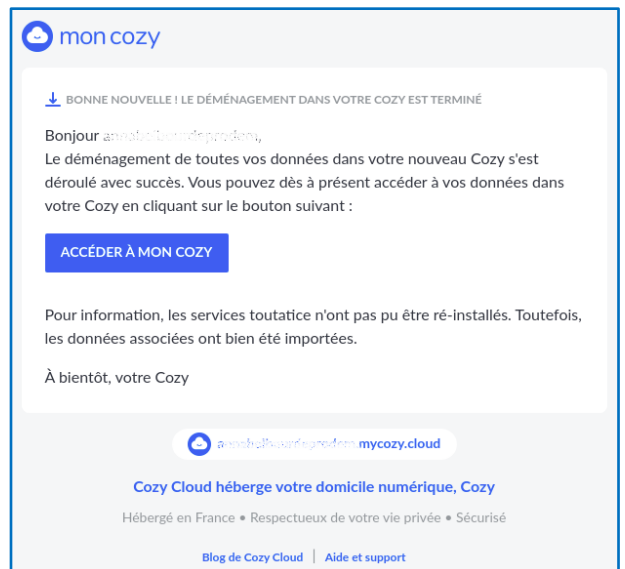 mon cozy
BONNE NOUVELLE ! LE DÉMÉNAGEMENT DANS VOTRE COZY EST TERMINÉ
Bonjour
Le déménagement de toutes vos données dans votre nouveau Cozy s'est
déroulé avec succès. Vous pouvez dès à présent accéder à vos données dans
votre Cozy en cliquant sur le bouton suivant :
ACCÉDER À MON COZY
Pour information, les services toutatice n'ont pas pu être ré-installés. Toutefois,
les données associées ont bien été importées.
À bientôt, votre Cozy
.mycozy.cloud
Cozy Cloud héberge votre domicile numérique, Cozy
Hébergé en France • Respectueux de votre vie privée • Sécurisé
Blog de Cozy Cloud | Aide et support